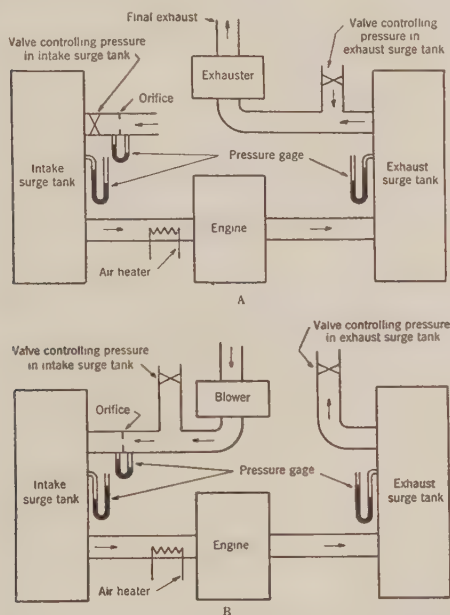 Final exhaust
Valve controlling pressure
in intake surge tank
Valve controlling
pressure in
exhaust surge tank
Exhauster
Orifice
Pressure gage
Intake
surge tank
Exhaust
surge tank
Engine
Air heater
A
Valve controlling pressure
in exhaust surge tank
Valve controlling pressure
in intake surge tank
Blower
Orifice
Pressure gage
Intake
surge tank
Exhaust
surge tank
Engine
Air heater
B